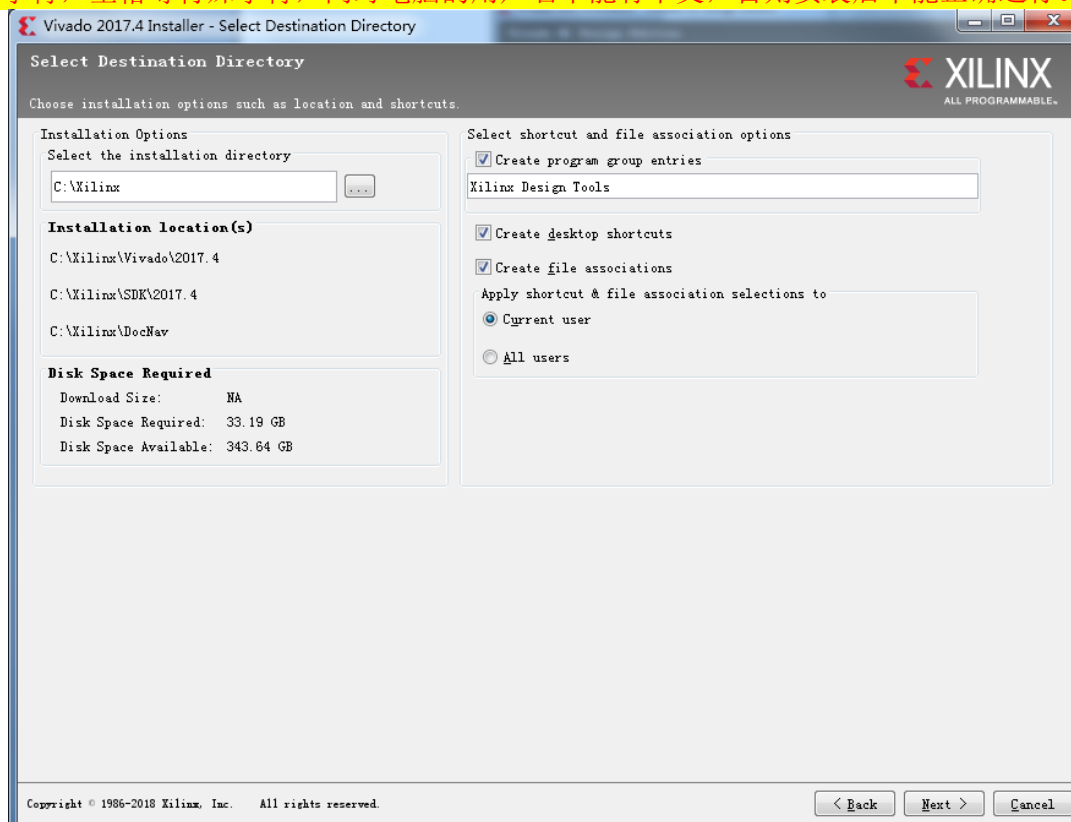 Vivado 2017.4 Installer - Select Destination Directory
Select Destination Directory
Choose installation options such as location and shortcuts.
XILINX
ALL PROGRAMMABLE.
Installation Options
Select the installation directory
C:\Xilinx
...
Installation location(s)
C:\Xilinx\Vivado\2017.4
C:\Xilinx\SDK\2017.4
C:\Xilinx\DocNav
Disk Space Required
Download Size: NA
Disk Space Required: 33.19 GB
Disk Space Available: 343.64 GB
Select shortcut and file association options
Create program group entries
Xilinx Design Tools
Create desktop shortcuts
Create file associations
Apply shortcut & file association selections to
Current user
All users
Copyright © 1986-2018 Xilinx, Inc. All rights reserved.
< Back Next > Cancel